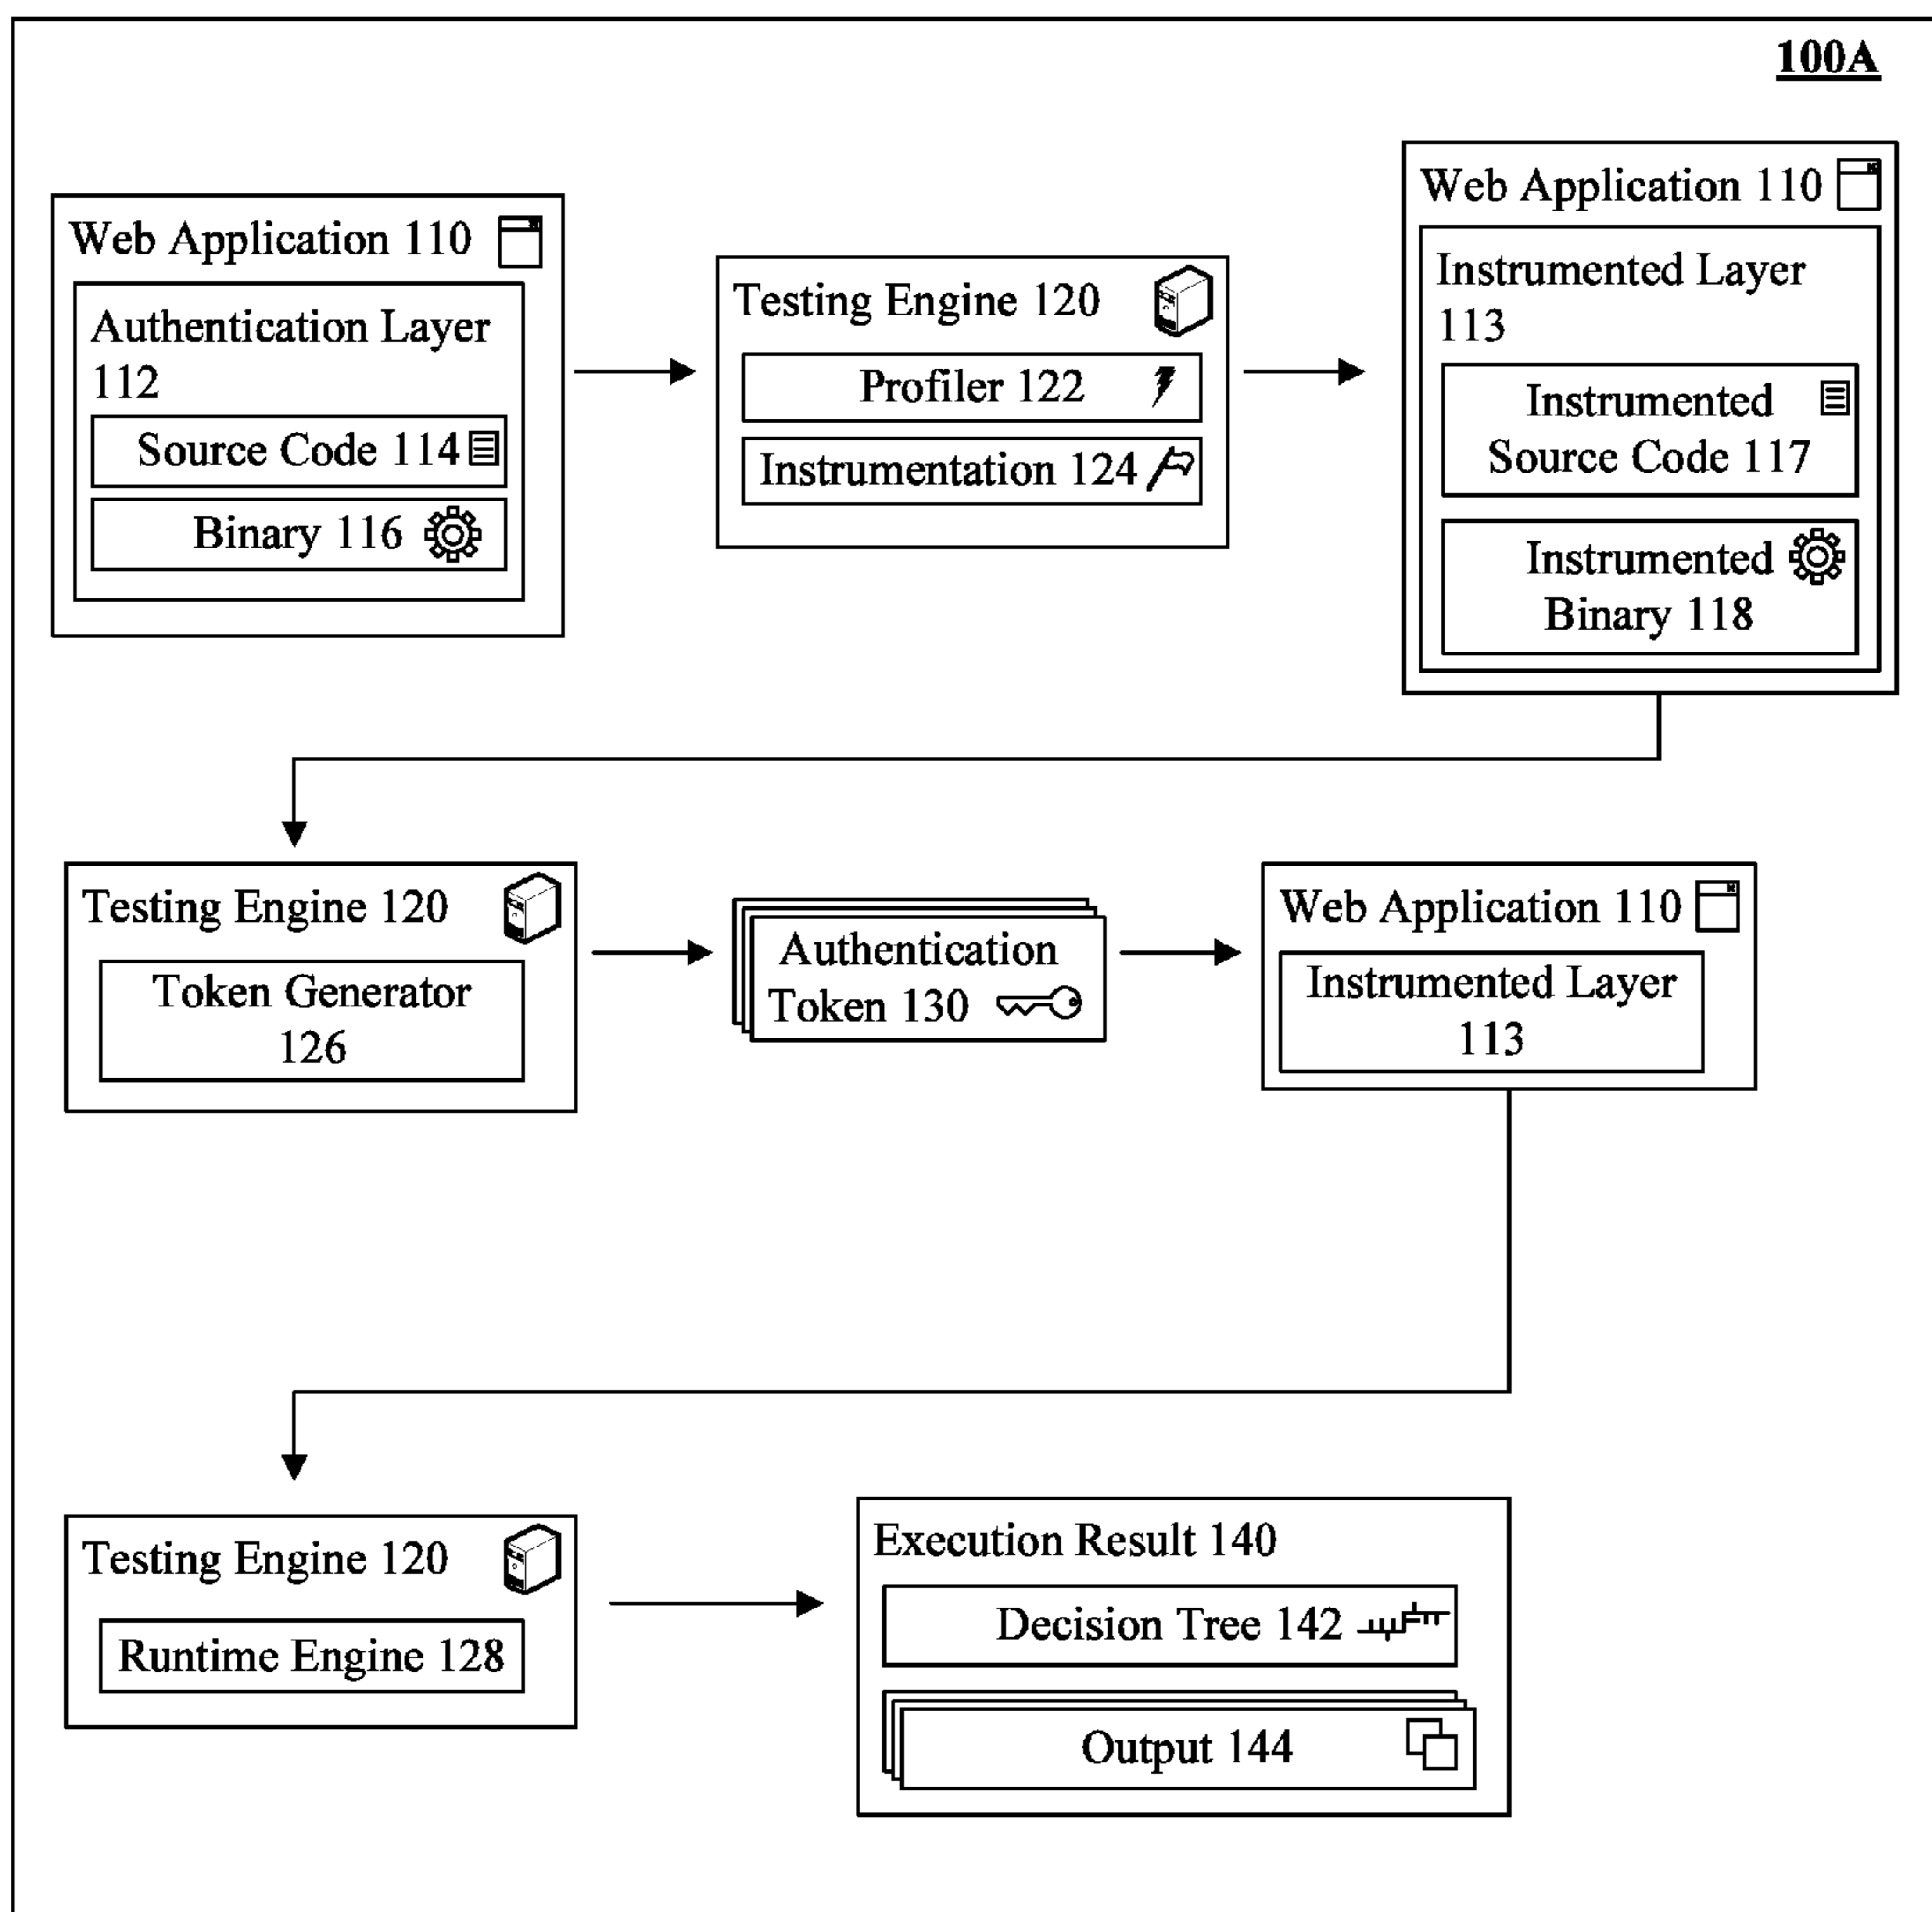 100A
Web Application 110
Authentication Layer
112
Source Code 114
Binary 116
Testing Engine 120
Profiler 122
Instrumentation 124
Web Application 110
Instrumented Layer
113
Instrumented
Source Code 117
Instrumented
Binary 118
Testing Engine 120
Token Generator
126
Authentication
Token 130
Web Application 110
Instrumented Layer
113
Testing Engine 120
Runtime Engine 128
Execution Result 140
Decision Tree 142
Output 144